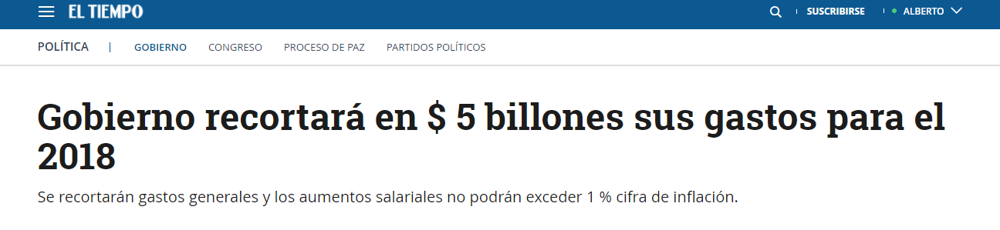 EL TIEMPO SUSCRIBIRSE ALBERTO
POLÍTICA | GOBIERNO CONGRESO PROCESO DE PAZ PARTIDOS POLÍTICOS
Gobierno recortará en $ 5 billones sus gastos para el
2018
Se recortarán gastos generales y los aumentos salariales no podrán exceder 1 % cifra de inflación.